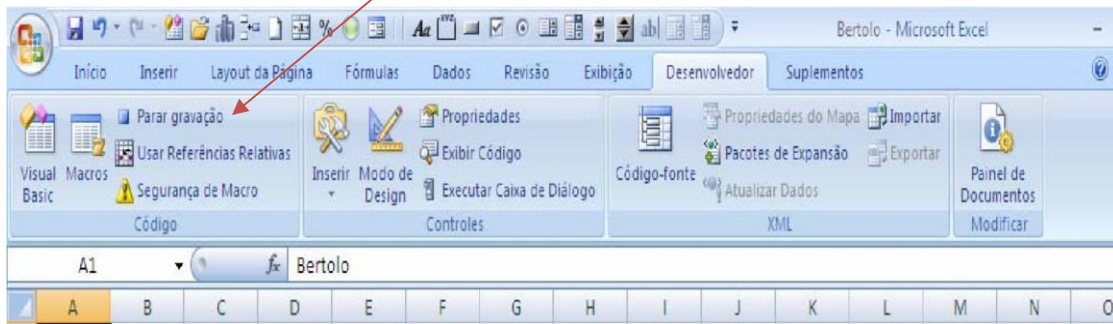 Aa XYZ ab|
Bertolo - Microsoft Excel
Início Inserir Layout da Página Fórmulas Dados Revisão Exibição Desenvolvedor Suplementos
Visual Basic
Macros
Parar gravação
Usar Referências Relativas
Segurança de Macro
Código
Inserir
Modo de Design
Propriedades
Exibir Código
Executar Caixa de Diálogo
Controles
Código-fonte
Propriedades do Mapa
Pacotes de Expansão
Atualizar Dados
Importar
Exportar
XML
Painel de Documentos
Modificar
A1 fx Bertolo
A B C D E F G H I J K L M N O